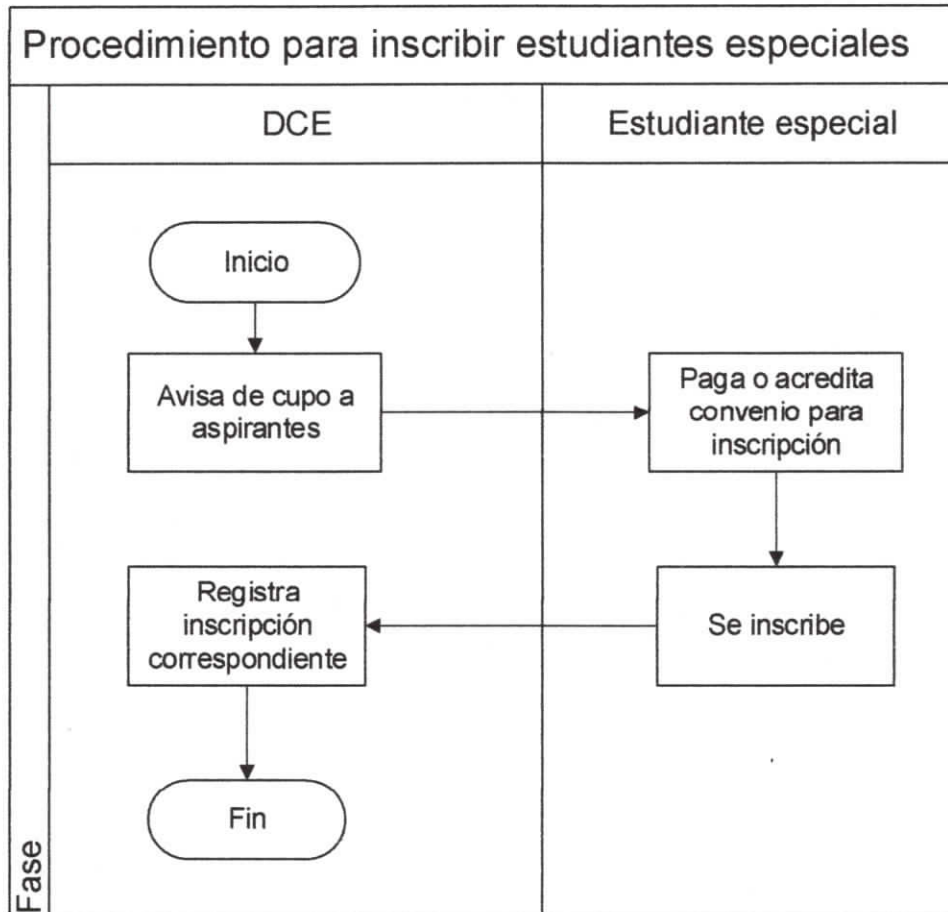 Procedimiento para inscribir estudiantes especiales
DCE
Estudiante especial
Inicio
Avisa de cupo a
aspirantes
Paga o acredita
convenio para
inscripción
Se inscribe
Registra
inscripción
correspondiente
Fin
Fase